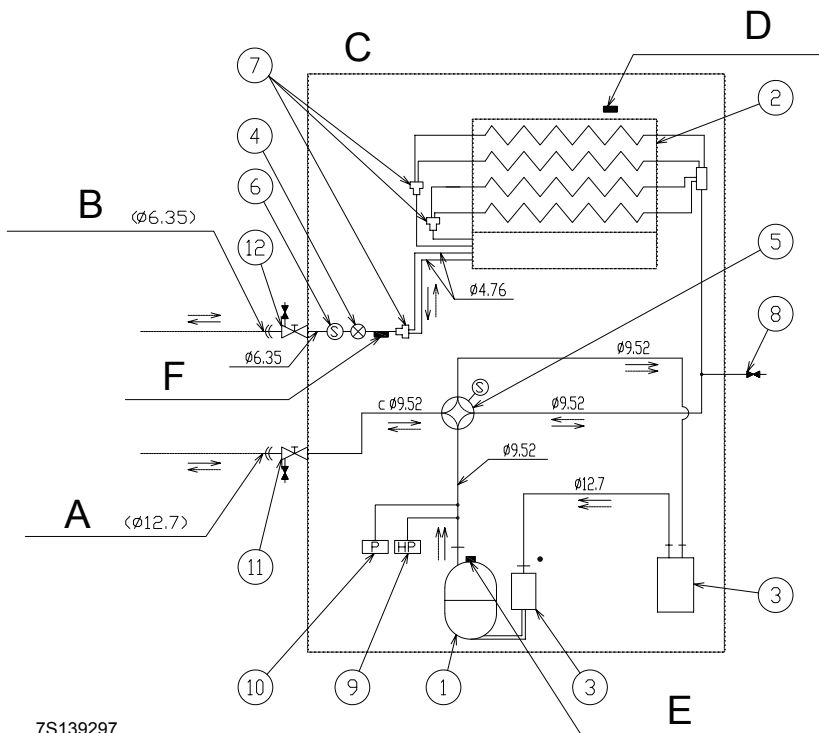 D
C
7
2
4
6
B (Ø6.35)
12
5
Ø4.76
8
S
Ø6.35
Ø9.52
F
S
c Ø9.52
Ø9.52
Ø9.52
Ø12.7
A (Ø12.7)
P
HP
11
3
10
9
1
3
E
7S139297